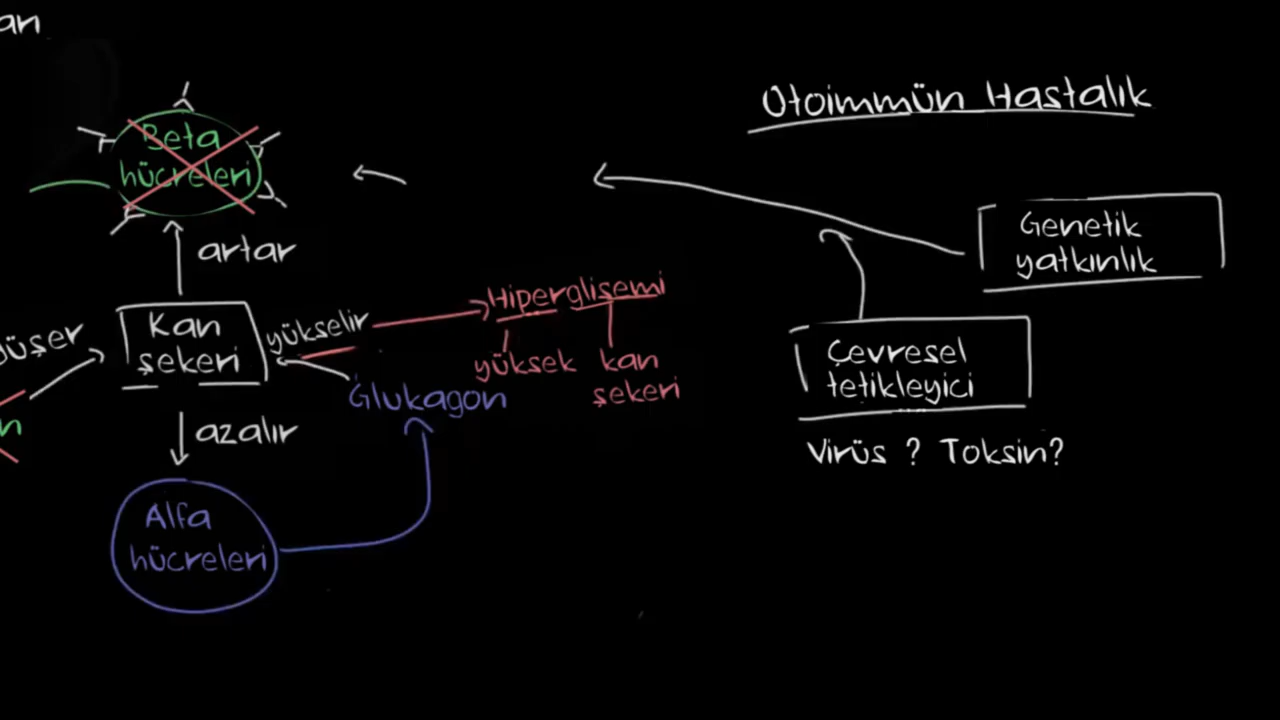 an
Otoimmün Hastalık
Beta
hücreleri
artar
Genetik
yatkınlık
Hiperglisemi
düşer
Kan
şekeri
yükselir
yüksek
kan
şekeri
Çevresel
tetikleyici
Glukagon
n
azalır
Virüs ? Toksin?
Alfa
hücreleri